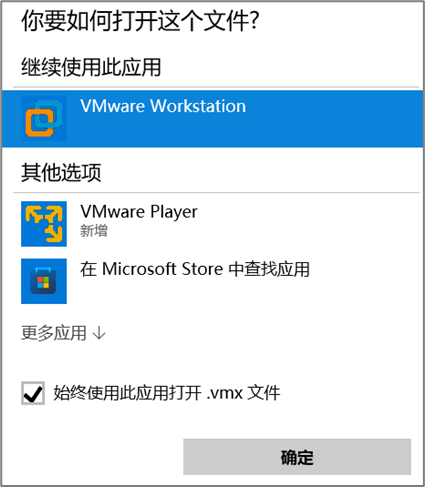 你要如何打开这个文件?
继续使用此应用
VMware Workstation
其他选项
VMware Player
新增
在 Microsoft Store 中查找应用
更多应用 ↓
始终使用此应用打开 .vmx 文件
确定